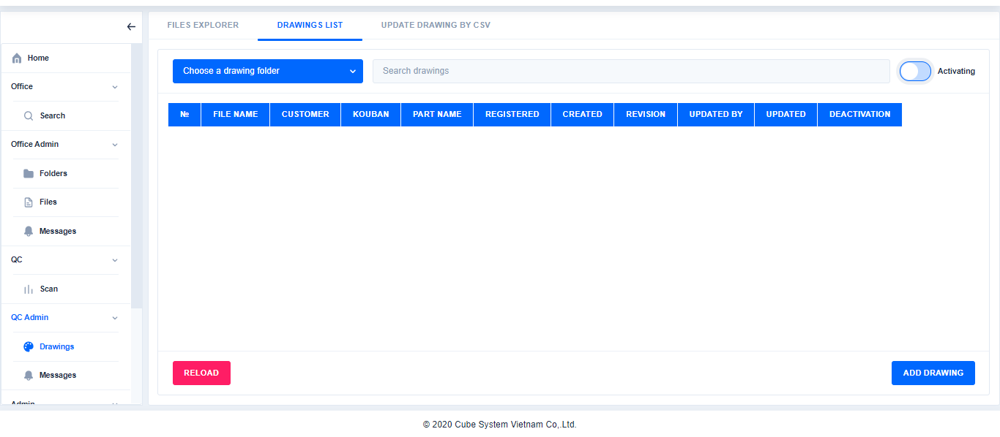 FILES EXPLORER
DRAWINGS LIST
UPDATE DRAWING BY CSV
Home
Office
Search
Office Admin
Folders
Files
Messages
QC
Scan
QC Admin
Drawings
Messages
Admin
Choose a drawing folder
Search drawings
Activating
№ FILE NAME CUSTOMER KOUBAN PART NAME REGISTERED CREATED REVISION UPDATED BY UPDATED DEACTIVATION
RELOAD
ADD DRAWING
© 2020 Cube System Vietnam Co,.Ltd.